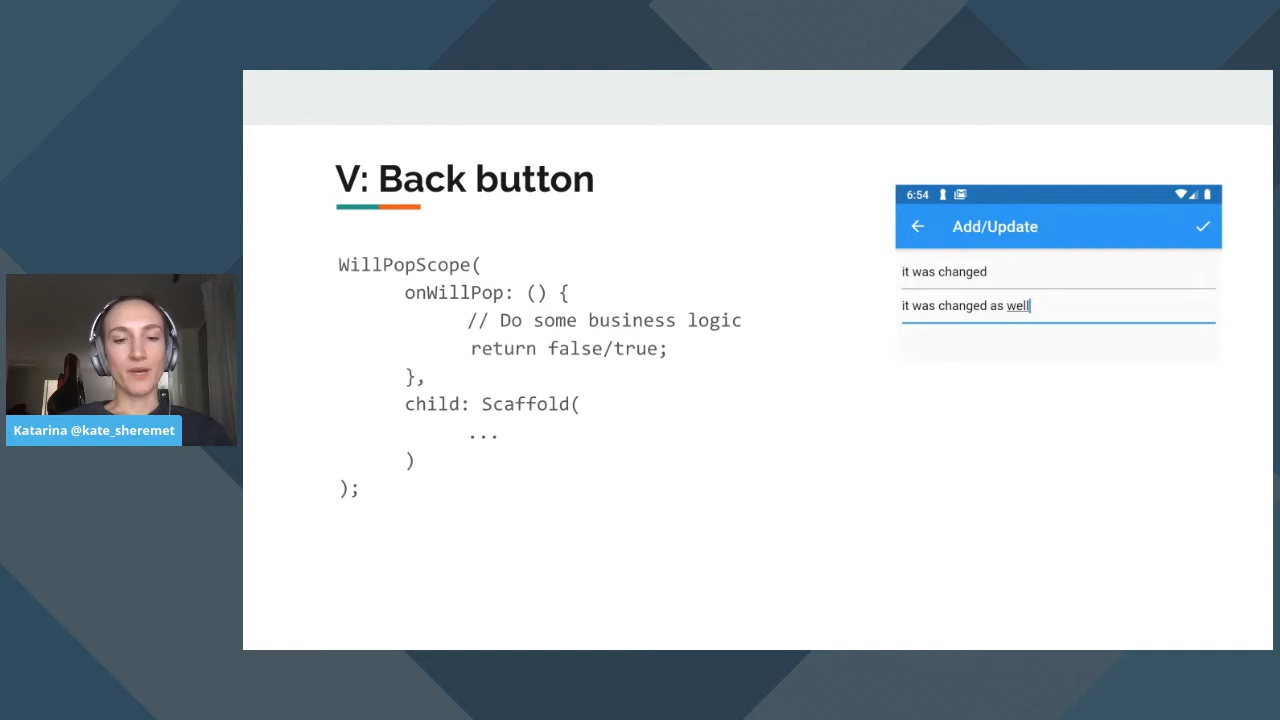 V: Back button
WillPopScope(
onWillPop: () {
// Do some business logic
return false/true;
},
child: Scaffold(
...
)
);
6:54
Add/Update
it was changed
it was changed as well
Katarina @kate_sheremet